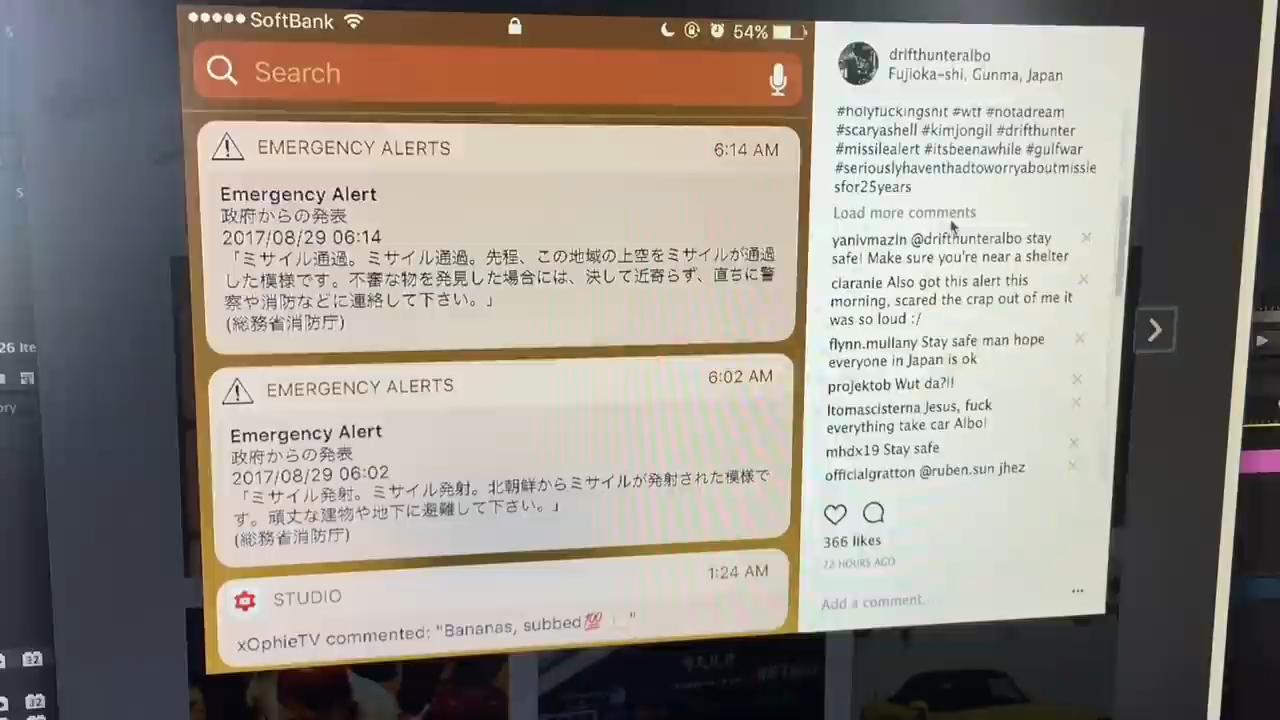 SoftBank
54%
Search
EMERGENCY ALERTS
6:14 AM
Emergency Alert
政府からの発表
2017/08/29 06:14
「ミサイル通過。ミサイル通過。先程、この地域の上空をミサイルが通過
した模様です。不審な物を発見した場合には、決して近寄らず、直ちに警
察や消防などに連絡して下さい。」
(総務省消防庁)
EMERGENCY ALERTS
6:02 AM
Emergency Alert
政府からの発表
2017/08/29 06:02
「ミサイル発射。ミサイル発射。北朝鮮からミサイルが発射された模様で
す。頑丈な建物や地下に避難して下さい。」
(総務省消防庁)
STUDIO
1:24 AM
xOphieTV commented: "Bananas, subbed💯 "
drifthunteralbo
Fujioka-shi, Gunma, Japan
#holyfuckingshit #wtf #notadream
#scaryashell #kimjongil #drifthunter
#missilealert #itsbeenawhile #gulfwar
#seriouslyhaventhadtoworryaboutmissle
sfor25years
Load more comments
yanivmazin @drifthunteralbo stay
safe! Make sure you're near a shelter
ciaranie Also got this alert this
morning, scared the crap out of me it
was so loud :/
flynn.mullany Stay safe man hope
everyone in Japan is ok
projektob Wut da?!!
ltomascisterna Jesus, fuck
everything take car Albo!
mhdx19 Stay safe
officialgratton @ruben.sun jhez
366 likes
22 HOURS AGO
Add a comment...
32
32